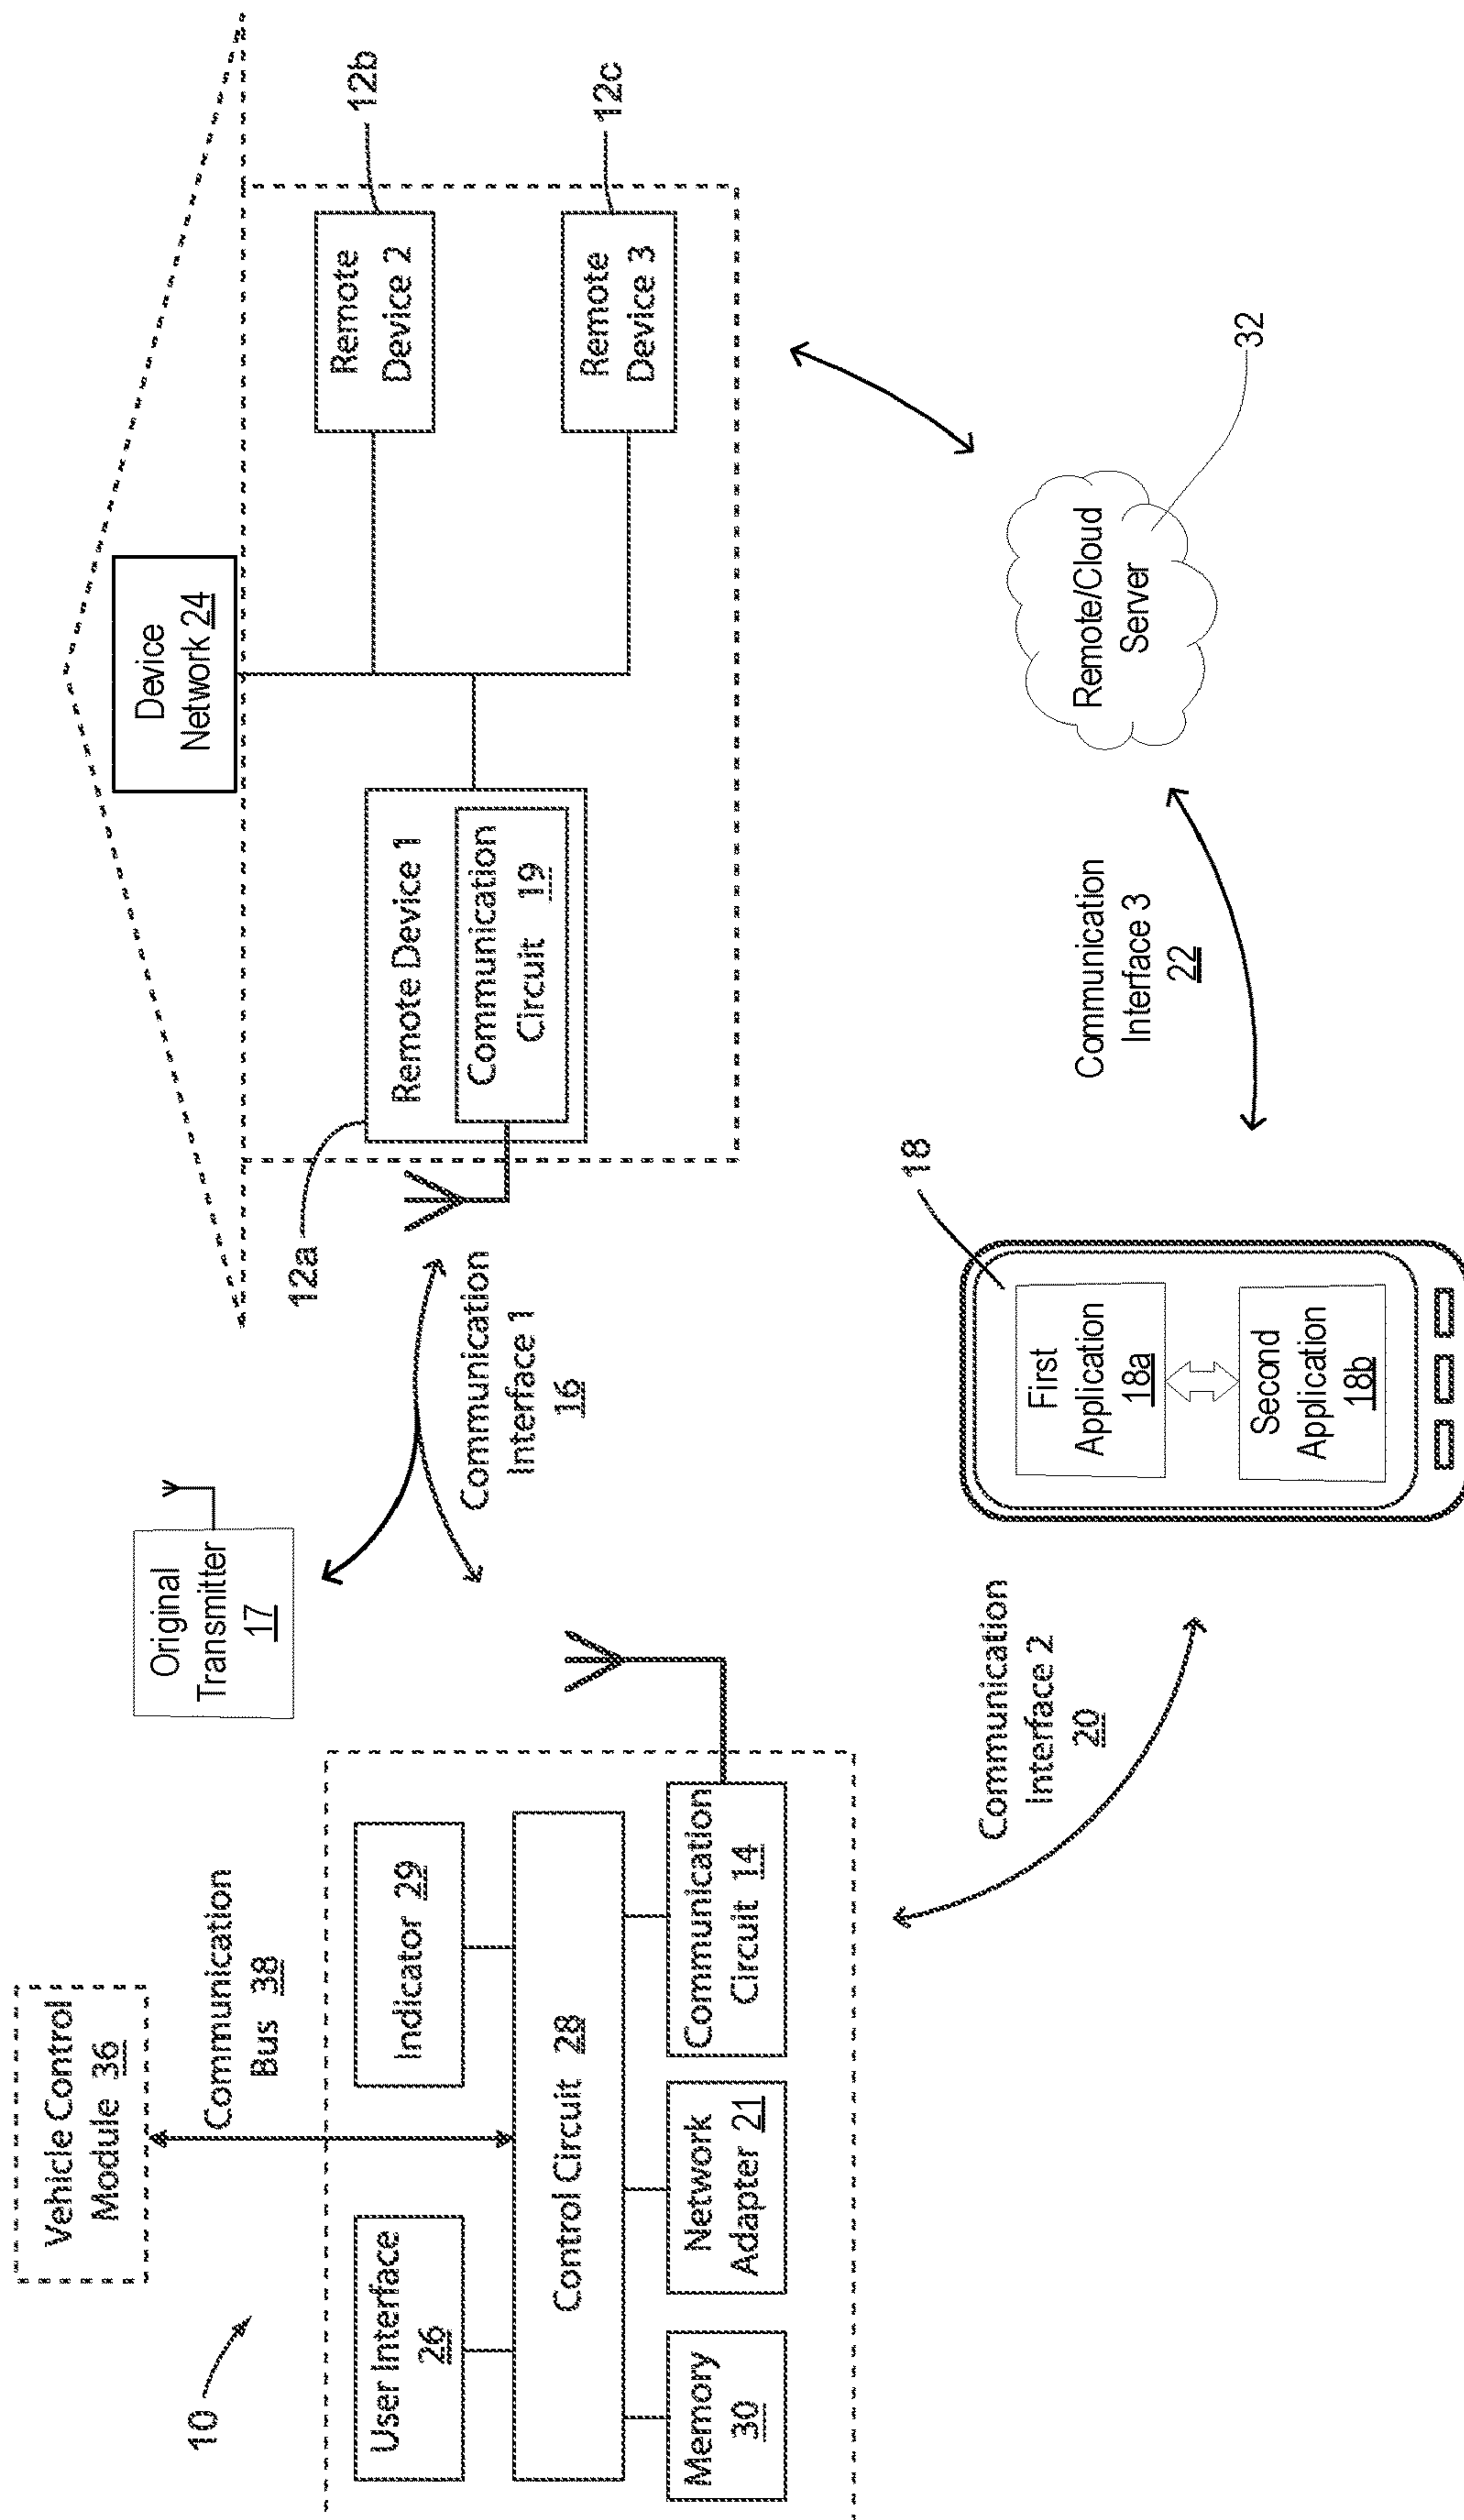 10
Vehicle Control
Module 36
Communication
Bus 38
User Interface
26
Indicator 29
Control Circuit 28
Memory
30
Network
Adapter 21
Communication
Circuit 14
Original
Transmitter
17
Communication
Interface 1
16
Communication
Interface 2
20
18
First
Application
18a
Second
Application
18b
Communication
Interface 3
22
Remote/Cloud
Server
32
Device
Network 24
12a
Remote Device 1
Communication
Circuit 19
Remote
Device 2
12b
Remote
Device 3
12c